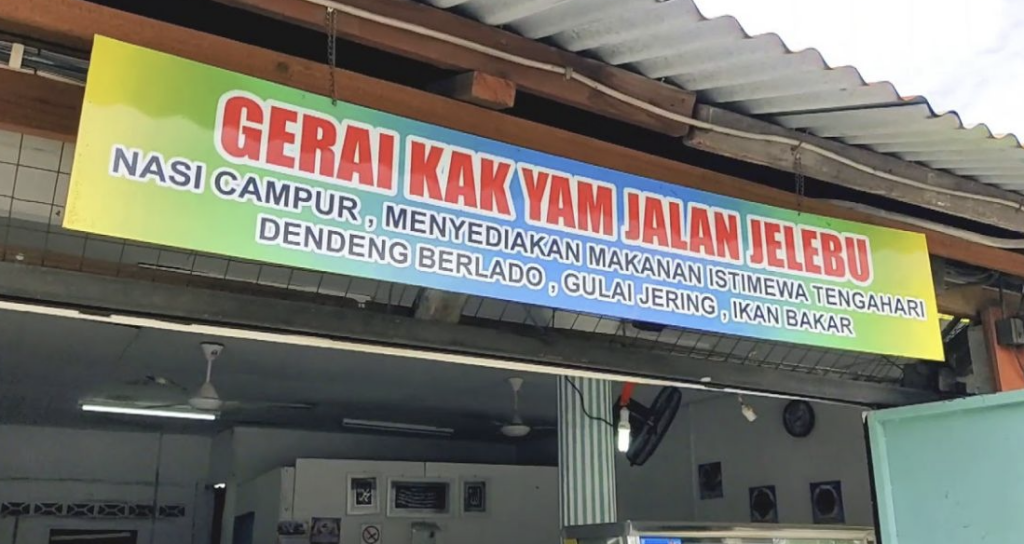 GERAI KAK YAM JALAN JELEBU
NASI CAMPUR , MENYEDIAKAN MAKANAN ISTIMEWA TENGAHARI
DENDENG BERLADO , GULAI JERING , IKAN BAKAR